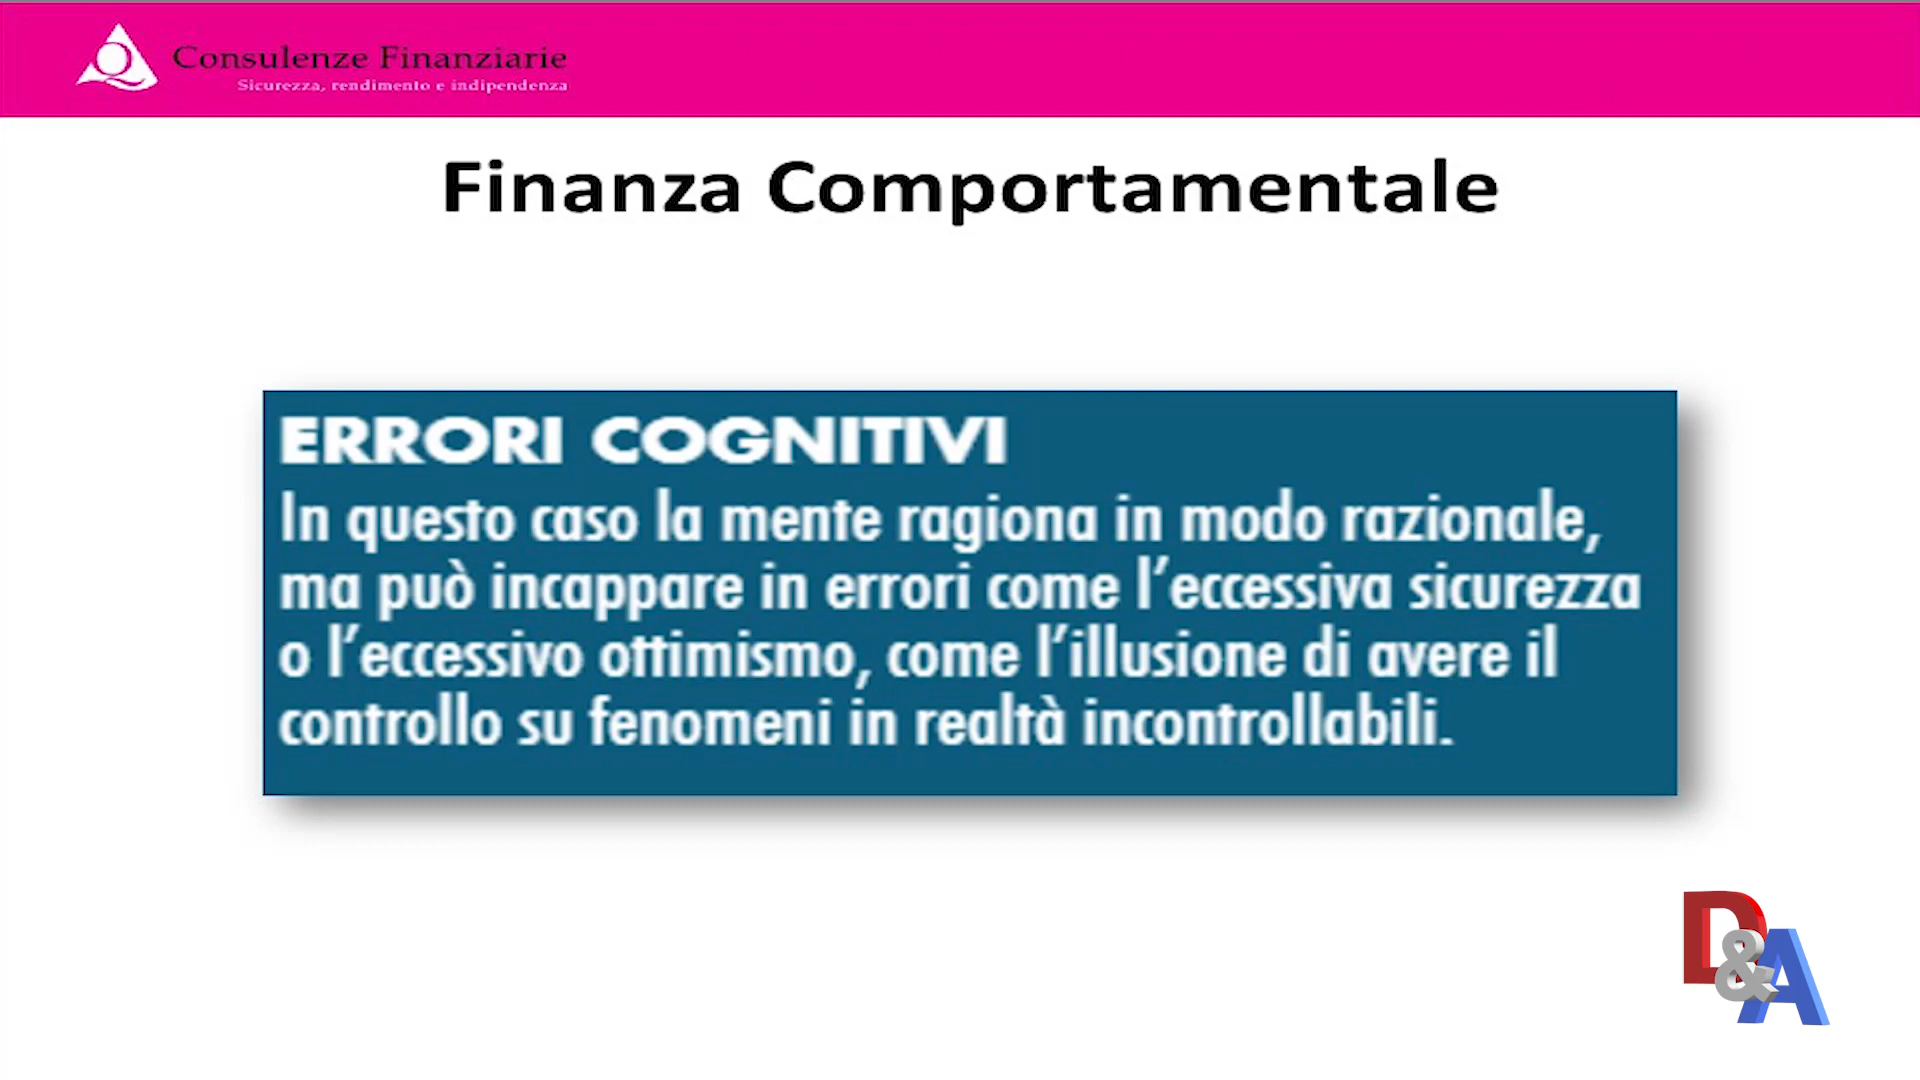 Consulenze Finanziarie
Sicurezza, rendimento e indipendenza
Finanza Comportamentale
ERRORI COGNITIVI
In questo caso la mente ragiona in modo razionale,
ma può incappare in errori come l’eccessiva sicurezza
o l’eccessivo ottimismo, come l’illusione di avere il
controllo su fenomeni in realtà incontrollabili.
D&A